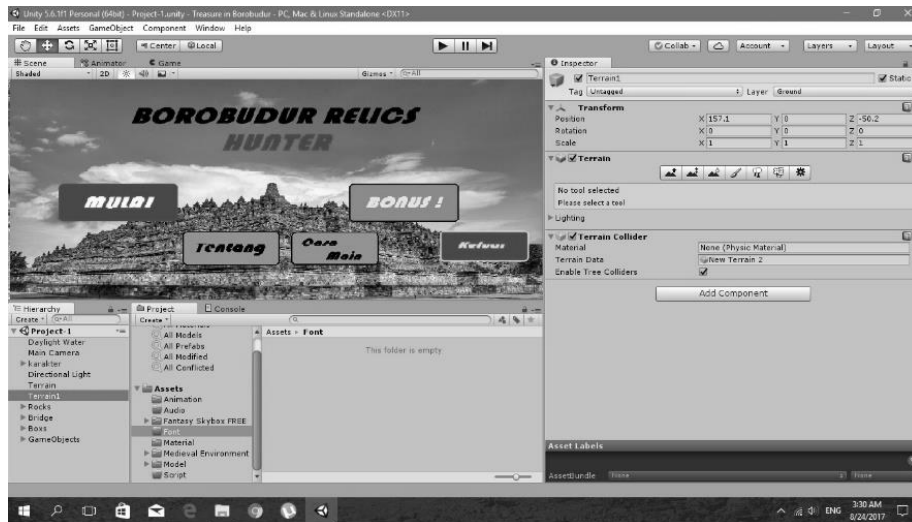 Unity 5.6.1f1 Personal (64bit) - Project-1.unity - Treasure in Borobudur - PC, Mac & Linux Standalone <DX11>
File Edit Assets GameObject Component Window Help
Center Local Collab Account Layers Layout
Scene Animator Game
Shaded 2D Gizmos All
BOROBUDUR RELICS
HUNTER
MULAI BONUS !
Tentang Cara Main Keluar
Inspector
Terrain1 Static
Tag Untagged Layer Ground
Transform
Position X 157.1 Y 0 Z -50.2
Rotation X 0 Y 0 Z 0
Scale X 1 Y 1 Z 1
Terrain
No tool selected
Please select a tool
Lighting
Terrain Collider
Material None (Physic Material)
Terrain Data New Terrain 2
Enable Tree Colliders
Add Component
Asset Labels
AssetBundle None None
Hierarchy
Create All
Project-1
Daylight Water
Main Camera
karakter
Directional Light
Terrain
Terrain1
Rocks
Bridge
Boxs
GameObjects
Project Console
Create
All Materials
All Models
All Prefabs
All Modified
All Conflicted
Assets
Animation
Audio
Fantasy Skybox FREE
Font
Material
Medieval Environment
Model
Script
Assets Font
This folder is empty
ENG 3:30 AM
8/24/2017